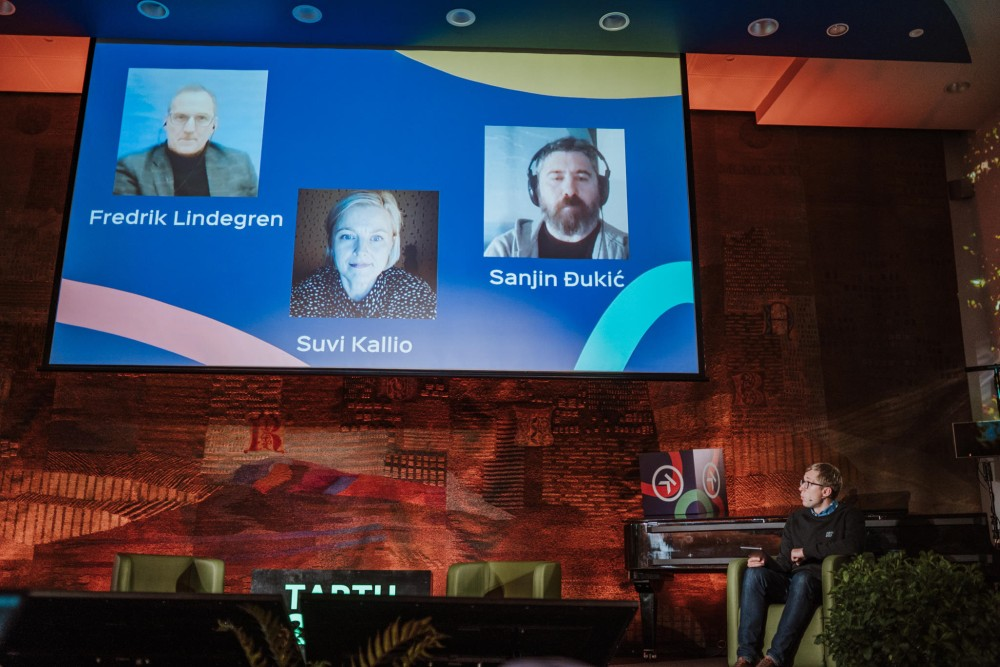 Fredrik Lindegren
Sanjin Đukić
Suvi Kallio
R
TARTU